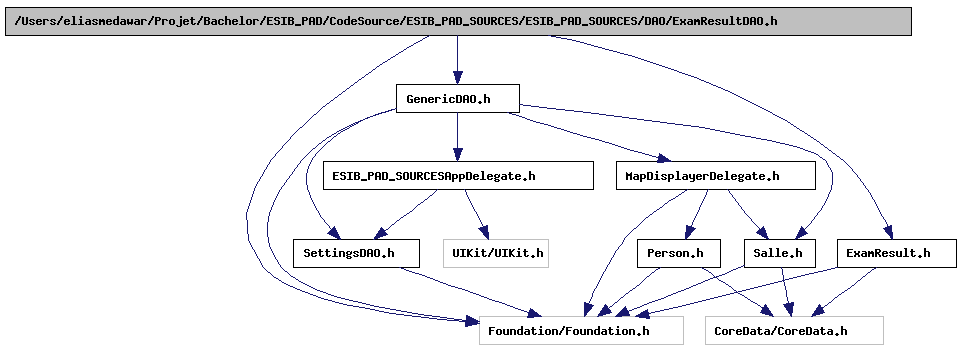 /Users/eliasmedawar/Projet/Bachelor/ESIB_PAD/CodeSource/ESIB_PAD_SOURCES/ESIB_PAD_SOURCES/DAO/ExamResultDAO.h
GenericDAO.h
ESIB_PAD_SOURCESAppDelegate.h
MapDisplayerDelegate.h
SettingsDAO.h
UIKit/UIKit.h
Person.h
Salle.h
ExamResult.h
Foundation/Foundation.h
CoreData/CoreData.h